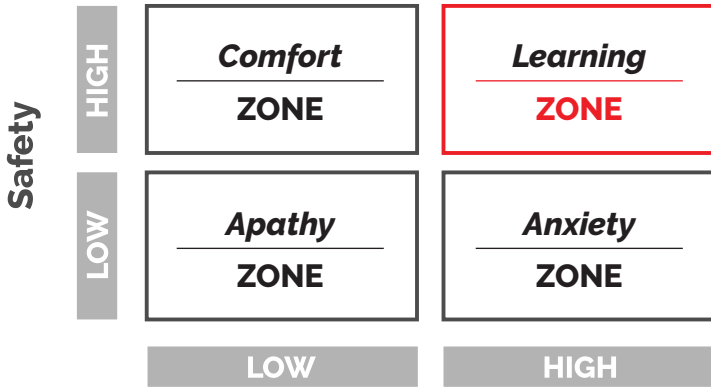 Safety
HIGH
Comfort
ZONE
Learning
ZONE
LOW
Apathy
ZONE
Anxiety
ZONE
LOW
HIGH